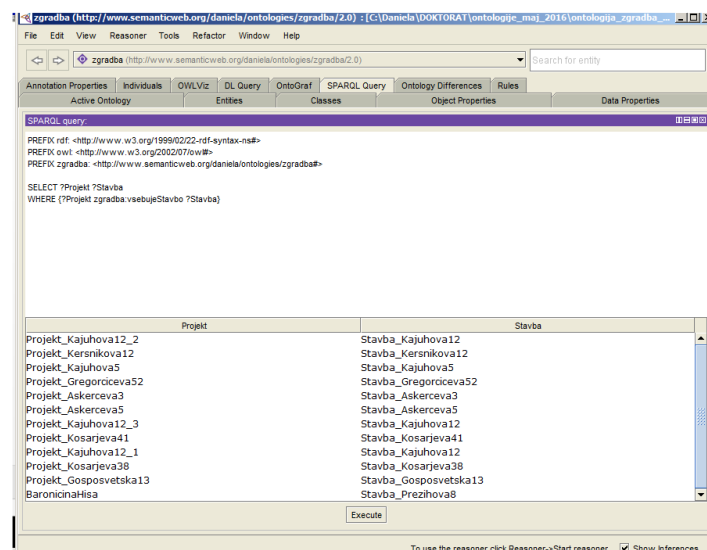 zgradba (http://www.semanticweb.org/daniela/ontologies/zgradba/2.0) : [C:\Daniela\DOKTORAT\ontologije_maj_2016\ontologija_zgradba_...
File Edit View Reasoner Tools Refactor Window Help
zgradba (http://www.semanticweb.org/daniela/ontologies/zgradba/2.0)
Search for entity
Annotation Properties Individuals OWLViz DL Query OntoGraf SPARQL Query Ontology Differences Rules
Active Ontology Entities Classes Object Properties Data Properties
SPARQL query:
PREFIX rdf: <http://www.w3.org/1999/02/22-rdf-syntax-ns#>
PREFIX owl: <http://www.w3.org/2002/07/owl#>
PREFIX zgradba: <http://www.semanticweb.org/daniela/ontologies/zgradba#>
SELECT ?Projekt ?Stavba
WHERE {?Projekt zgradba:vsebujeStavbo ?Stavba}
Projekt Stavba
Projekt_Kajuhova12_2 Stavba_Kajuhova12
Projekt_Kersnikova12 Stavba_Kersnikova12
Projekt_Kajuhova5 Stavba_Kajuhova5
Projekt_Gregorciceva52 Stavba_Gregorciceva52
Projekt_Askerceva3 Stavba_Askerceva3
Projekt_Askerceva5 Stavba_Askerceva5
Projekt_Kajuhova12_3 Stavba_Kajuhova12
Projekt_Kosarjeva41 Stavba_Kosarjeva41
Projekt_Kajuhova12_1 Stavba_Kajuhova12
Projekt_Kosarjeva38 Stavba_Kosarjeva38
Projekt_Gosposvetska13 Stavba_Gosposvetska13
BaronicinaHisa Stavba_Prezihova8
Execute
To use the reasoner click Reasoner->Start reasoner Show Inferences